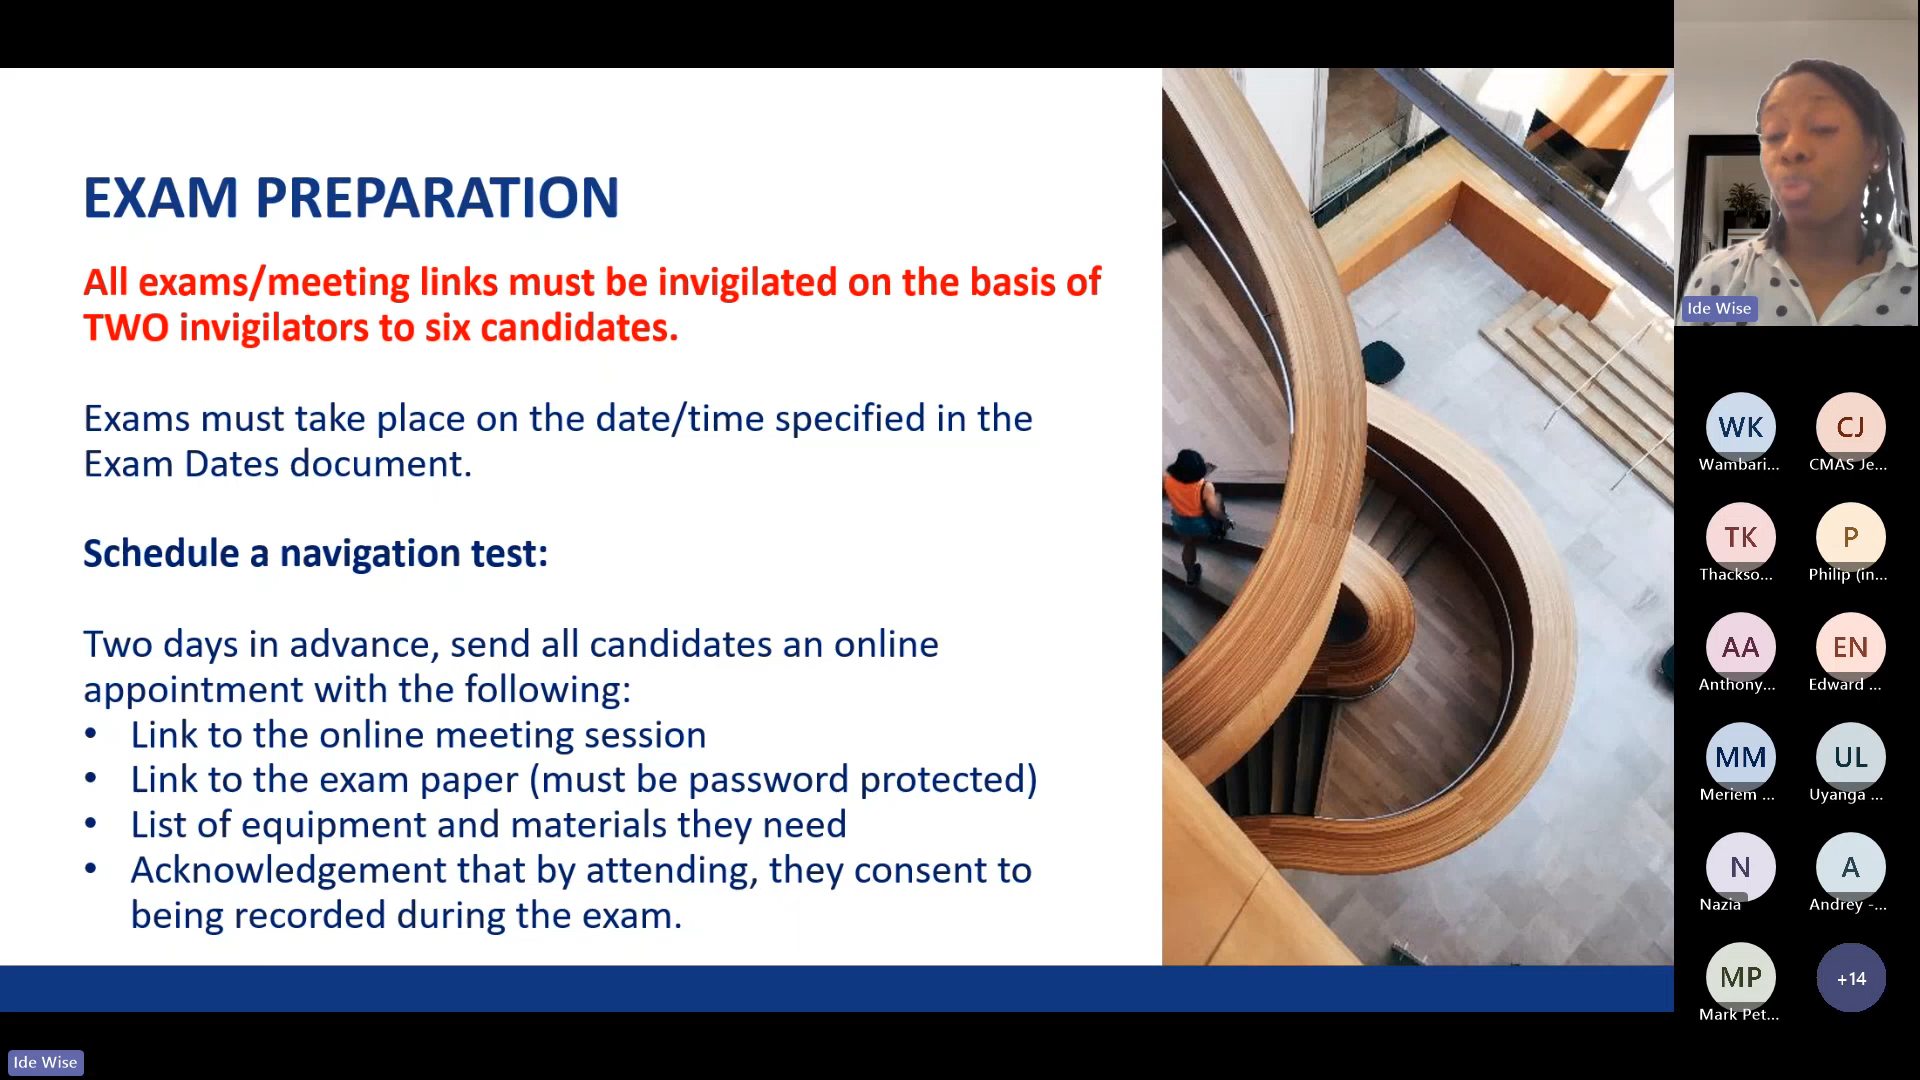 EXAM PREPARATION
All exams/meeting links must be invigilated on the basis of
TWO invigilators to six candidates.
Exams must take place on the date/time specified in the
Exam Dates document.
Schedule a navigation test:
Two days in advance, send all candidates an online
appointment with the following:
• Link to the online meeting session
• Link to the exam paper (must be password protected)
• List of equipment and materials they need
• Acknowledgement that by attending, they consent to
being recorded during the exam.
Ide Wise
WK
CJ
Wambari...
CMAS Je...
TK
P
Thackso...
Philip (in...
AA
EN
Anthony...
Edward ...
MM
UL
Meriem ...
Uyanga ...
N
A
Nazia
Andrey -...
MP
+14
Mark Pet...
Ide Wise